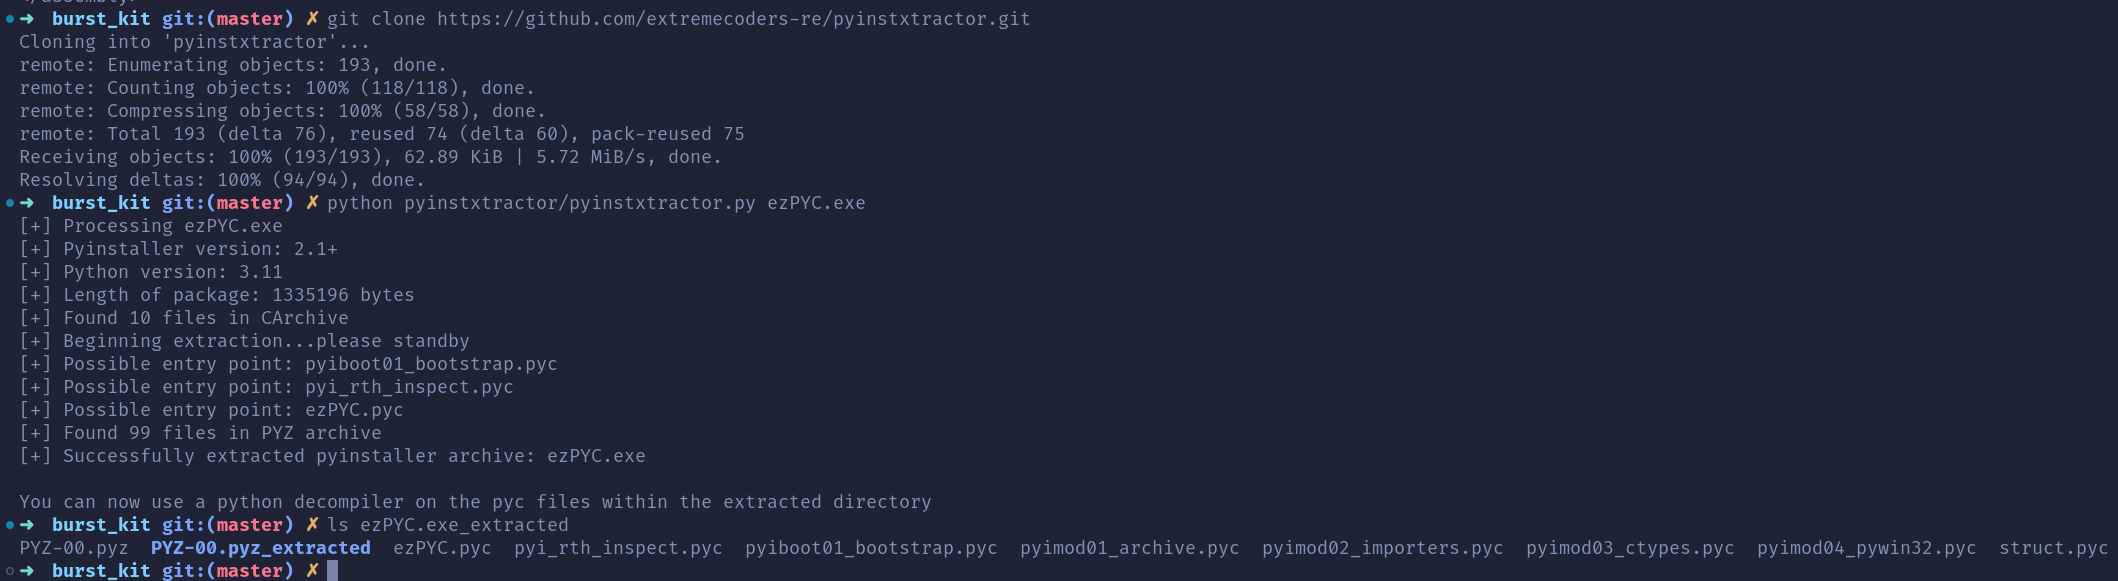 ➜  burst_kit git:(master) ✗ git clone https://github.com/extremecoders-re/pyinstxtractor.git
Cloning into 'pyinstxtractor'...
remote: Enumerating objects: 193, done.
remote: Counting objects: 100% (118/118), done.
remote: Compressing objects: 100% (58/58), done.
remote: Total 193 (delta 76), reused 74 (delta 60), pack-reused 75
Receiving objects: 100% (193/193), 62.89 KiB | 5.72 MiB/s, done.
Resolving deltas: 100% (94/94), done.
➜  burst_kit git:(master) ✗ python pyinstxtractor/pyinstxtractor.py ezPYC.exe
[+] Processing ezPYC.exe
[+] Pyinstaller version: 2.1+
[+] Python version: 3.11
[+] Length of package: 1335196 bytes
[+] Found 10 files in CArchive
[+] Beginning extraction...please standby
[+] Possible entry point: pyiboot01_bootstrap.pyc
[+] Possible entry point: pyi_rth_inspect.pyc
[+] Possible entry point: ezPYC.pyc
[+] Found 99 files in PYZ archive
[+] Successfully extracted pyinstaller archive: ezPYC.exe
You can now use a python decompiler on the pyc files within the extracted directory
➜  burst_kit git:(master) ✗ ls ezPYC.exe_extracted
PYZ-00.pyz  PYZ-00.pyz_extracted  ezPYC.pyc  pyi_rth_inspect.pyc  pyiboot01_bootstrap.pyc  pyimod01_archive.pyc  pyimod02_importers.pyc  pyimod03_ctypes.pyc  pyimod04_pywin32.pyc  struct.pyc
➜  burst_kit git:(master) ✗